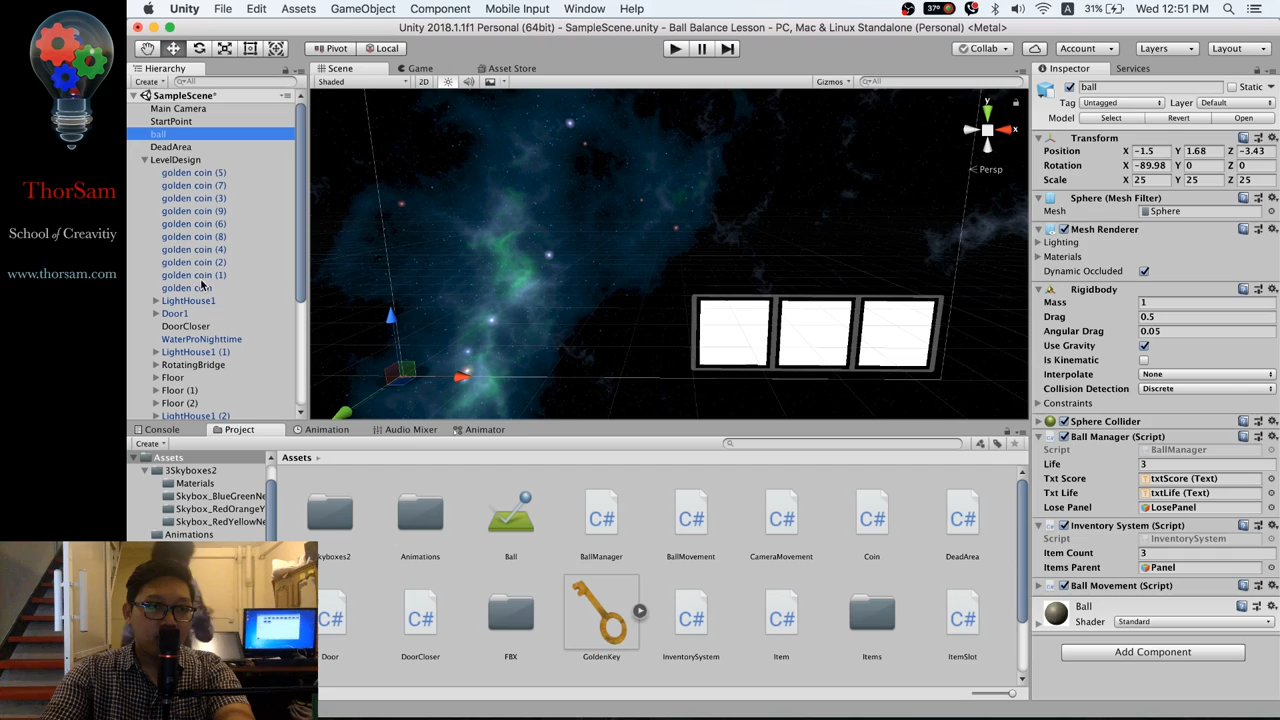 Unity File Edit Assets GameObject Component Mobile Input Window Help 37° A 31% Wed 12:51 PM
Unity 2018.1.1f1 Personal (64bit) - SampleScene.unity - Ball Balance Lesson - PC, Mac & Linux Standalone (Personal) <Metal>
Pivot Local Collab Account Layers Layout
Hierarchy
Create All
SampleScene*
Main Camera
StartPoint
ball
DeadArea
LevelDesign
golden coin (5)
golden coin (7)
golden coin (3)
golden coin (9)
golden coin (6)
golden coin (8)
golden coin (4)
golden coin (2)
golden coin (1)
golden coin
LightHouse1
Door1
DoorCloser
WaterProNighttime
LightHouse1 (1)
RotatingBridge
Floor
Floor (1)
Floor (2)
LightHouse1 (2)
ThorSam
School of Creavitiy
www.thorsam.com
Scene Game Asset Store
Shaded 2D Gizmos All
y
x
Persp
Inspector Services
ball Static
Tag Untagged Layer Default
Model Select Revert Open
Transform
Position X -1.5 Y 1.68 Z -3.43
Rotation X -89.98 Y 0 Z 0
Scale X 25 Y 25 Z 25
Sphere (Mesh Filter)
Mesh Sphere
Mesh Renderer
Lighting
Materials
Dynamic Occluded
Rigidbody
Mass 1
Drag 0.5
Angular Drag 0.05
Use Gravity
Is Kinematic
Interpolate None
Collision Detection Discrete
Constraints
Sphere Collider
Ball Manager (Script)
Script BallManager
Life 3
Txt Score txtScore (Text)
Txt Life txtLife (Text)
Lose Panel LosePanel
Inventory System (Script)
Script InventorySystem
Item Count 3
Items Parent Panel
Ball Movement (Script)
Ball
Shader Standard
Add Component
Console Project Animation Audio Mixer Animator
Create
Assets
3Skyboxes2
Materials
Skybox_BlueGreenNe
Skybox_RedOrangeY
Skybox_RedYellowNe
Animations
Assets
C# C# C# C# C#
kyboxes2 Animations Ball BallManager BallMovement CameraMovement Coin DeadArea
C# C# C# C# C#
Door DoorCloser FBX GoldenKey InventorySystem Item Items ItemSlot